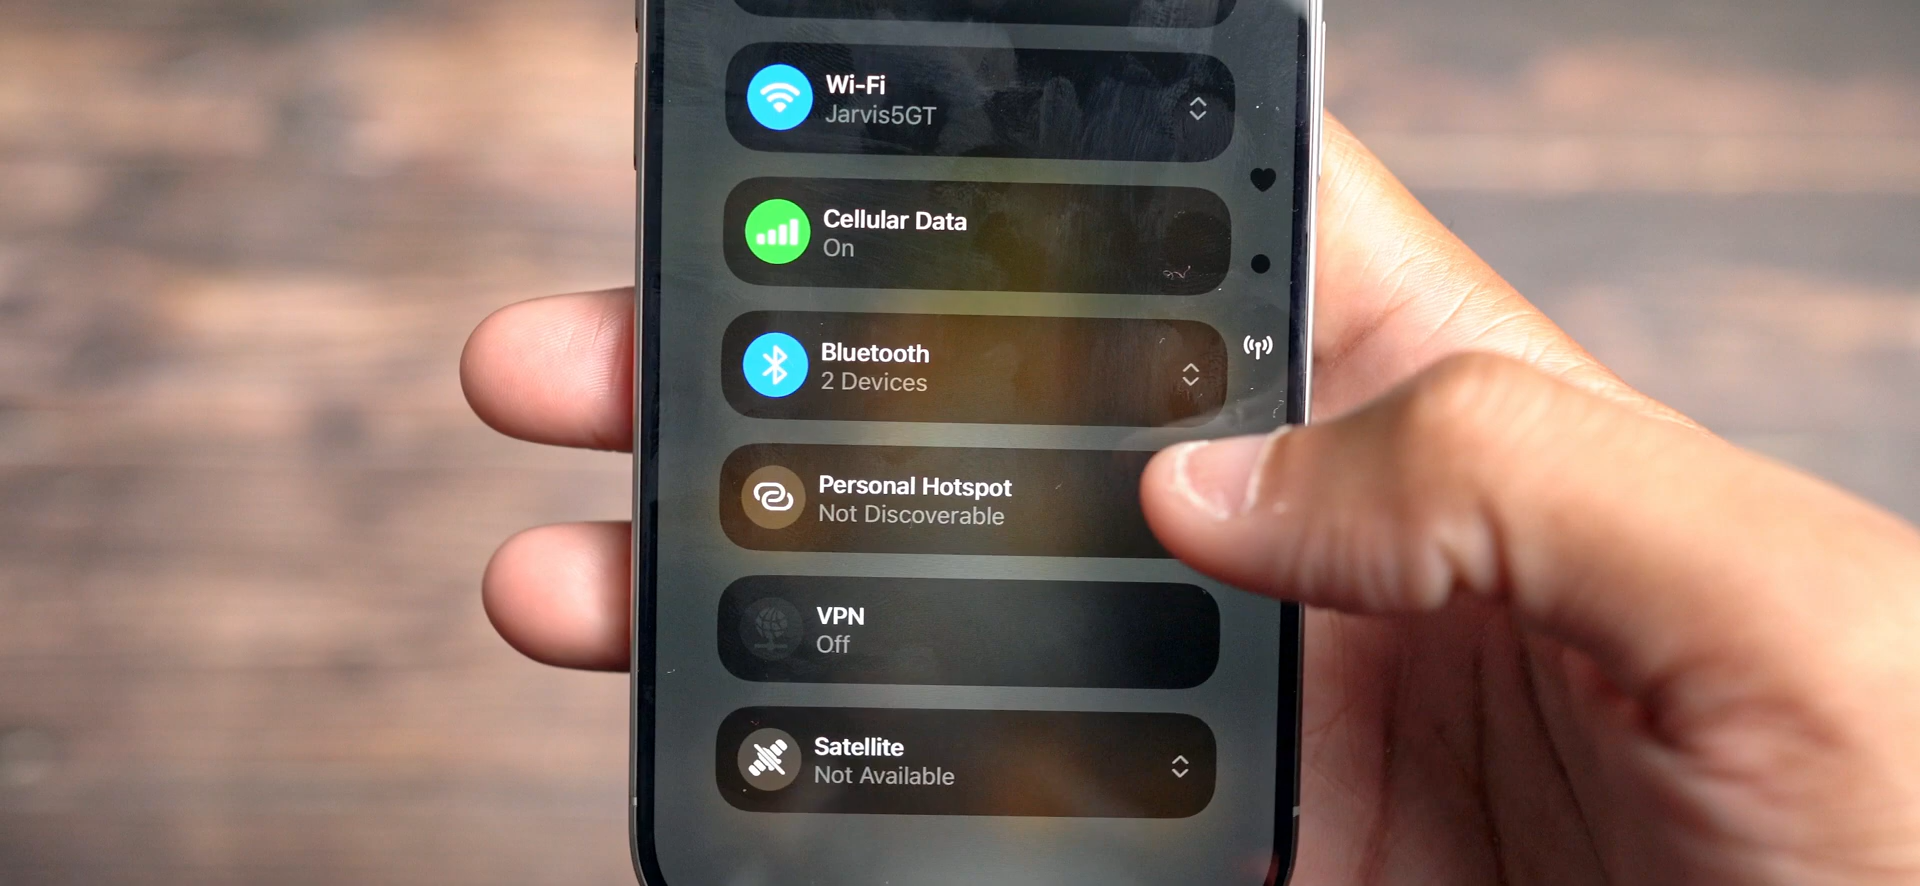 Wi-Fi
Jarvis5GT
Cellular Data
On
Bluetooth
2 Devices
Personal Hotspot
Not Discoverable
VPN
Off
Satellite
Not Available